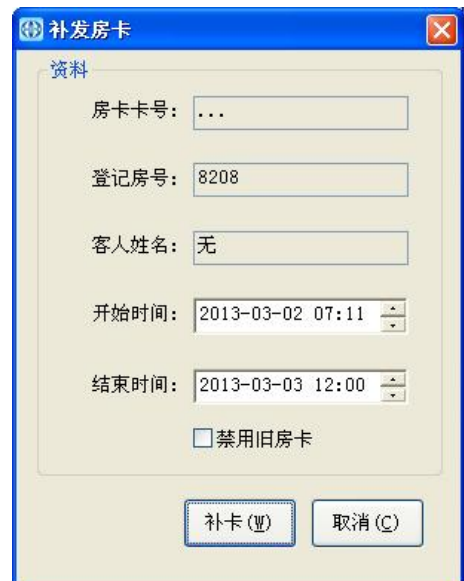 补发房卡
资料
房卡卡号: ...
登记房号: 8208
客人姓名: 无
开始时间: 2013-03-02 07:11
结束时间: 2013-03-03 12:00
禁用旧房卡
补卡(W) 取消(C)